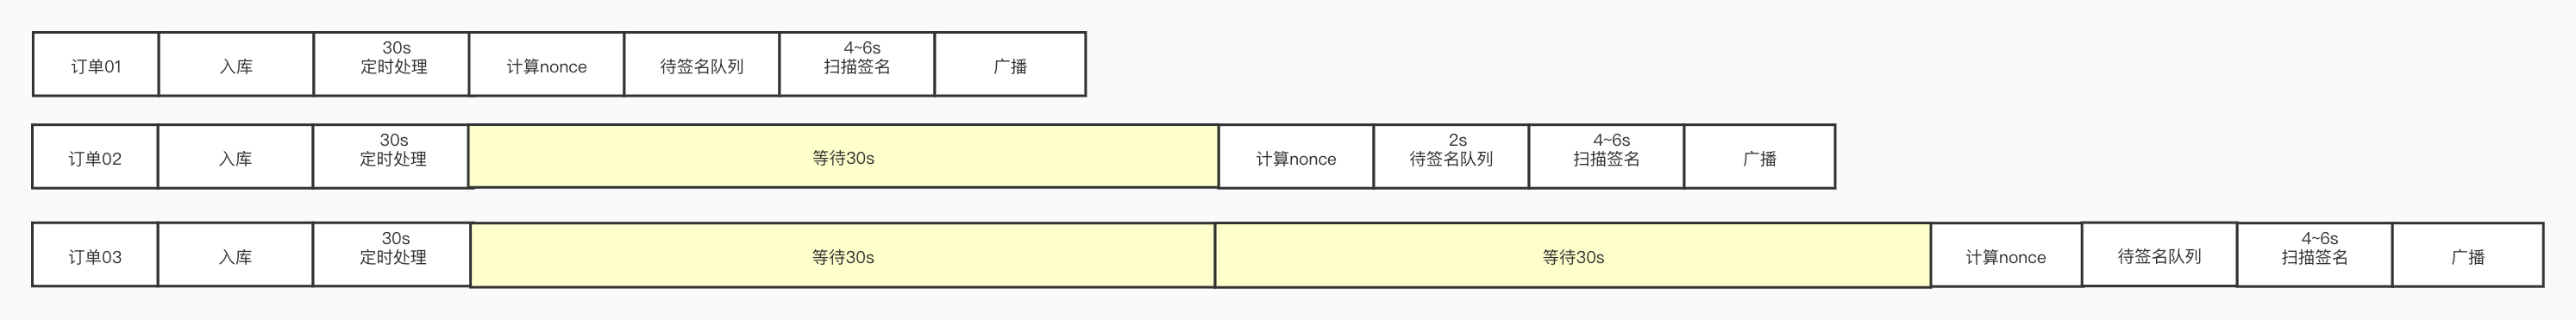 订单01
入库
30s
定时处理
计算nonce
待签名队列
4~6s
扫描签名
广播
订单02
入库
30s
定时处理
等待30s
计算nonce
2s
待签名队列
4~6s
扫描签名
广播
订单03
入库
30s
定时处理
等待30s
等待30s
计算nonce
待签名队列
4~6s
扫描签名
广播